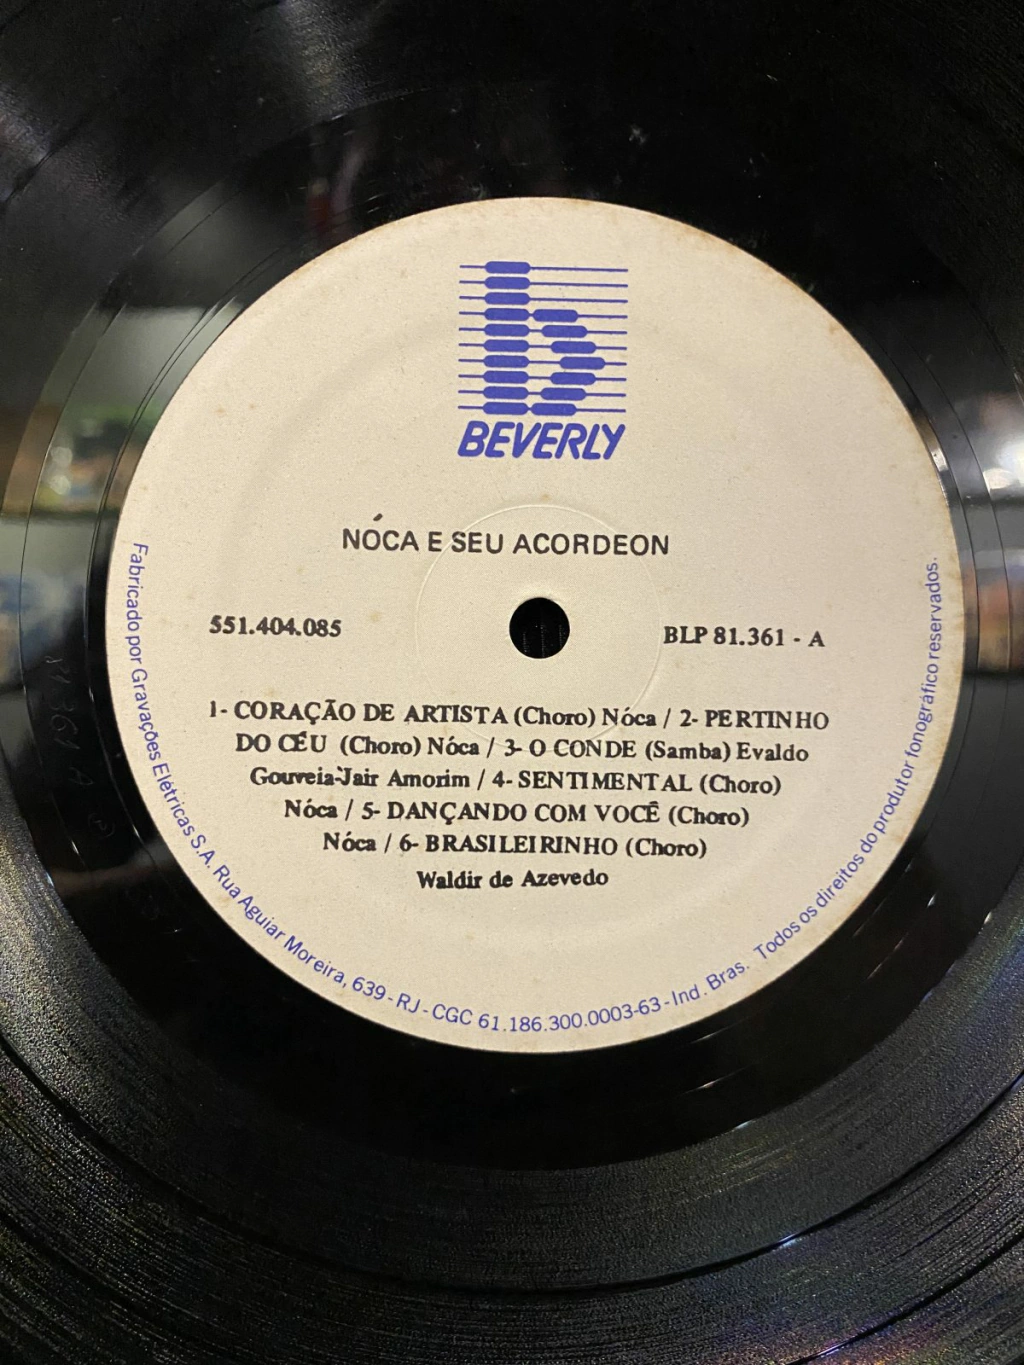 BEVERLY
NÓCA E SEU ACORDEON
551.404.085
BLP 81.361 - A
1- CORAÇÃO DE ARTISTA (Choro) Nóca / 2- PERTINHO
DO CÉU (Choro) Nóca / 3- O CONDE (Samba) Evaldo
Gouveia-Jair Amorim / 4- SENTIMENTAL (Choro)
Nóca / 5- DANÇANDO COM VOCÊ (Choro)
Nóca / 6- BRASILEIRINHO (Choro)
Waldir de Azevedo
Fabricado por Gravações Elétricas S.A. Rua Aguiar Moreira, 639 - RJ - CGC 61.186.300.0003-63 - Ind. Bras. Todos os direitos do produtor fonográfico reservados.